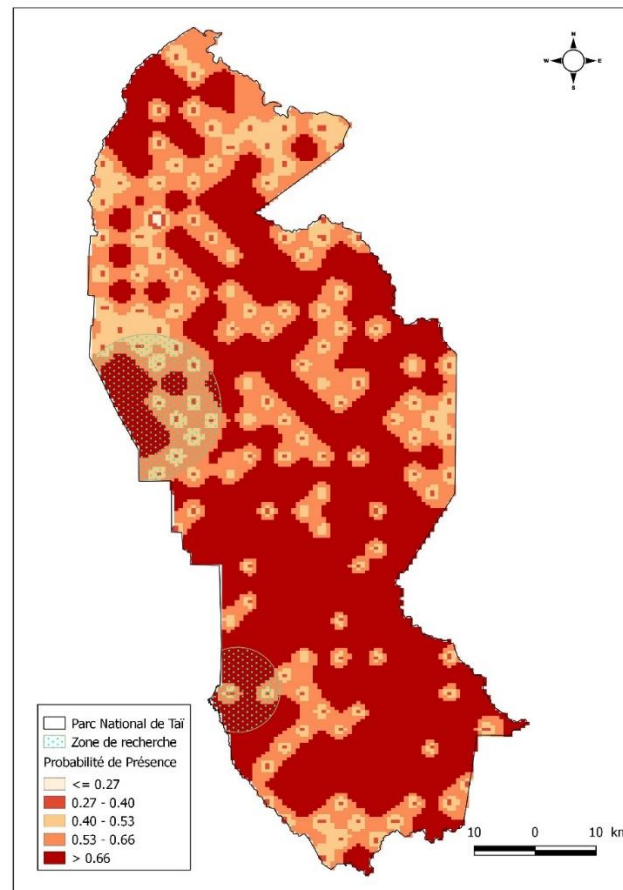 N
W E
S
Parc National de Taï
Zone de recherche
Probabilité de Présence
<= 0.27
0.27 - 0.40
0.40 - 0.53
0.53 - 0.66
> 0.66
10 0 10 km